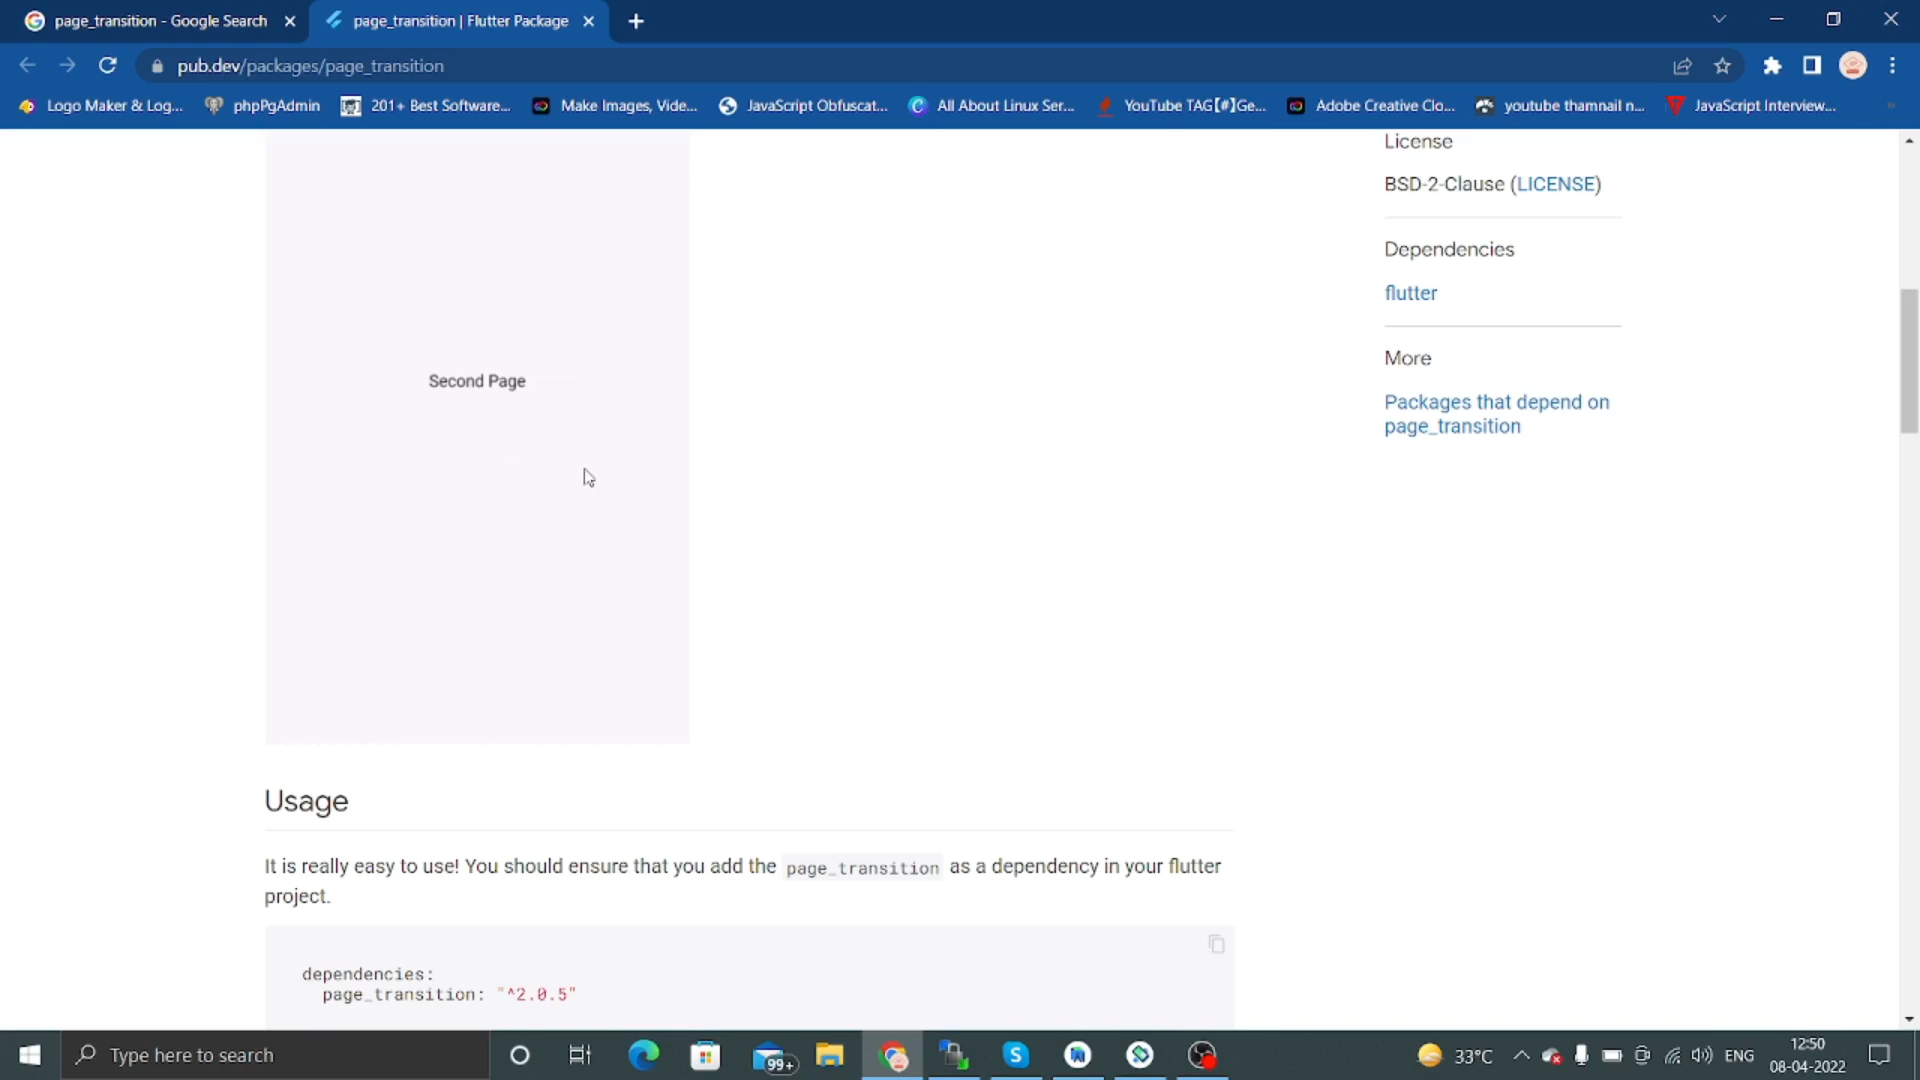 page_transition - Google Search
page_transition | Flutter Package
pub.dev/packages/page_transition
Logo Maker & Log...
phpPgAdmin
201+ Best Software...
Make Images, Vide...
JavaScript Obfuscat...
All About Linux Ser...
YouTube TAG【#】Ge...
Adobe Creative Clo...
youtube thamnail n...
JavaScript Interview...
License
BSD-2-Clause (LICENSE)
Dependencies
flutter
More
Packages that depend on
page_transition
Second Page
Usage
It is really easy to use! You should ensure that you add the page_transition as a dependency in your flutter
project.
dependencies:
page_transition: "^2.0.5"
Type here to search
99+
33°C
ENG
12:50
08-04-2022